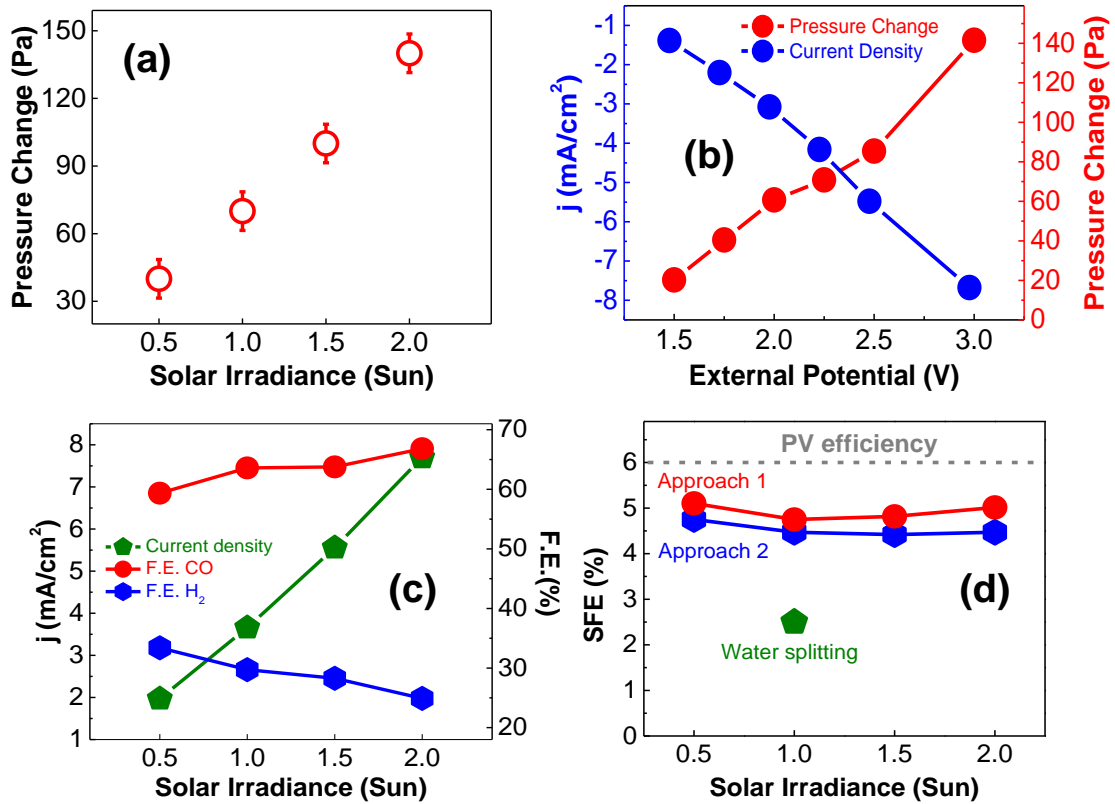 (a)
Pressure Change (Pa)
150
120
90
60
30
0.5 1.0 1.5 2.0
Solar Irradiance (Sun)
(b)
Pressure Change
Current Density
j (mA/cm²)
-1
-2
-3
-4
-5
-6
-7
-8
Pressure Change (Pa)
140
120
100
80
60
40
20
0
1.5 2.0 2.5 3.0
External Potential (V)
(c)
Current density
F.E. CO
F.E. H₂
j (mA/cm²)
8
7
6
5
4
3
2
1
F.E.(%)
70
60
50
40
30
20
0.5 1.0 1.5 2.0
Solar Irradiance (Sun)
(d)
PV efficiency
Approach 1
Approach 2
Water splitting
SFE (%)
6
5
4
3
2
1
0
0.5 1.0 1.5 2.0
Solar Irradiance (Sun)